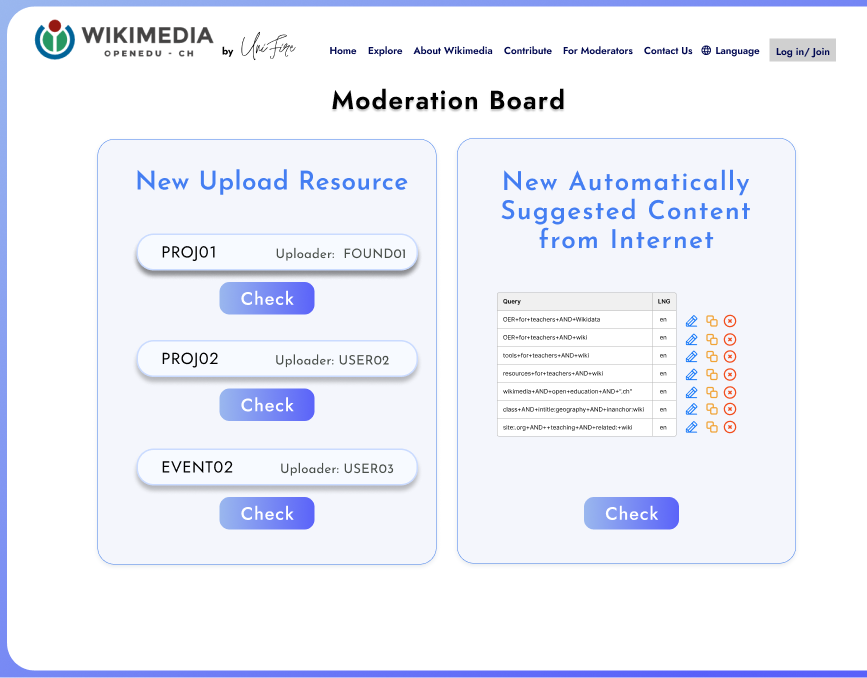 WIKIMEDIA
OPENEDU - CH
by UniFire
Home Explore About Wikimedia Contribute For Moderators Contact Us Language Log in/ Join
Moderation Board
New Upload Resource
PROJ01 Uploader: FOUND01
Check
PROJ02 Uploader: USER02
Check
EVENT02 Uploader: USER03
Check
New Automatically
Suggested Content
from Internet
Query LNG
OER+for+teachers+AND+Wikidata en
OER+for+teachers+AND+wiki en
tools+for+teachers+AND+wiki en
resources+for+teachers+AND+wiki en
wikimedia+AND+open+education+AND+".ch" en
class+AND+intitle:geography+AND+inanchor:wiki en
site:.org+AND++teaching+AND+related:+wiki en
Check